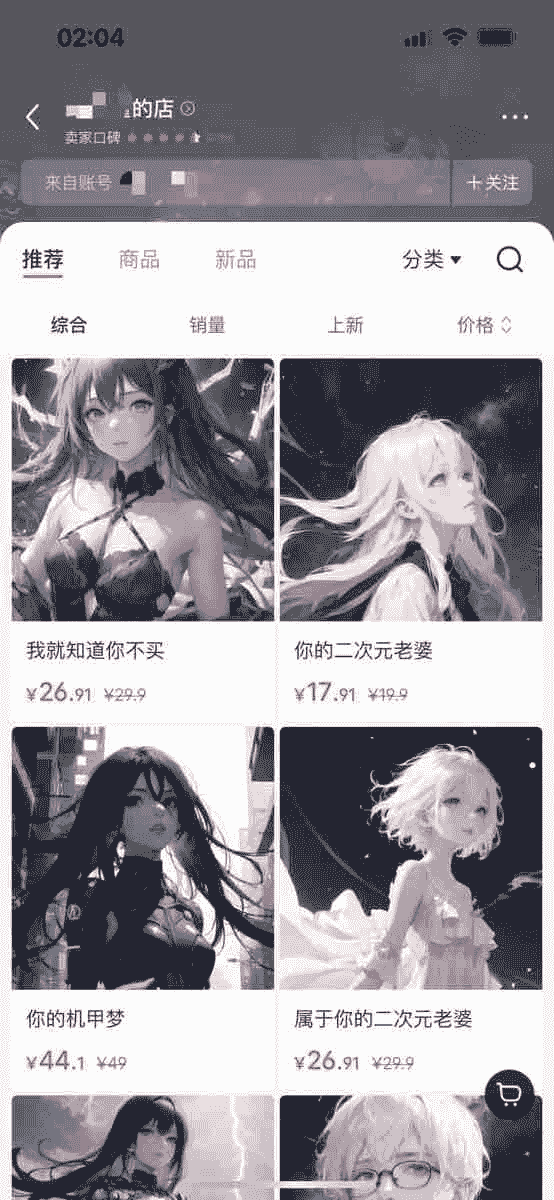 02:04
的店
卖家口碑
来自账号
+关注
推荐 商品 新品 分类
综合 销量 上新 价格
我就知道你不买
¥26.91 ¥29.9
你的二次元老婆
¥17.91 ¥19.9
你的机甲梦
¥44.1 ¥49
属于你的二次元老婆
¥26.91 ¥29.9